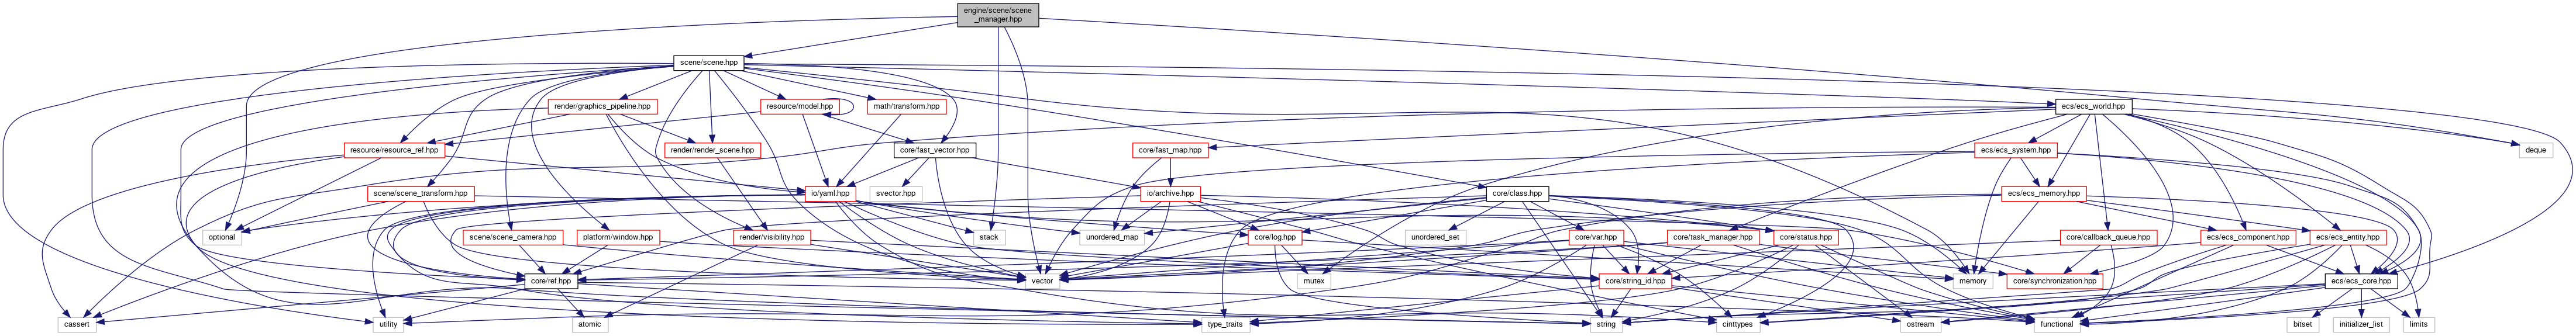 engine/scene/scene
_manager.hpp
scene/scene.hpp
render/graphics_pipeline.hpp
resource/model.hpp
math/transform.hpp
ecs/ecs_world.hpp
resource/resource_ref.hpp
render/render_scene.hpp
core/fast_vector.hpp
core/fast_map.hpp
ecs/ecs_system.hpp
deque
scene/scene_transform.hpp
io/yaml.hpp
svector.hpp
io/archive.hpp
core/class.hpp
ecs/ecs_memory.hpp
optional
scene/scene_camera.hpp
platform/window.hpp
render/visibility.hpp
stack
unordered_map
core/log.hpp
unordered_set
core/var.hpp
core/task_manager.hpp
core/status.hpp
core/callback_queue.hpp
ecs/ecs_component.hpp
ecs/ecs_entity.hpp
core/ref.hpp
vector
mutex
core/string_id.hpp
memory
core/synchronization.hpp
ecs/ecs_core.hpp
cassert
utility
atomic
type_traits
string
cinttypes
ostream
functional
bitset
initializer_list
limits